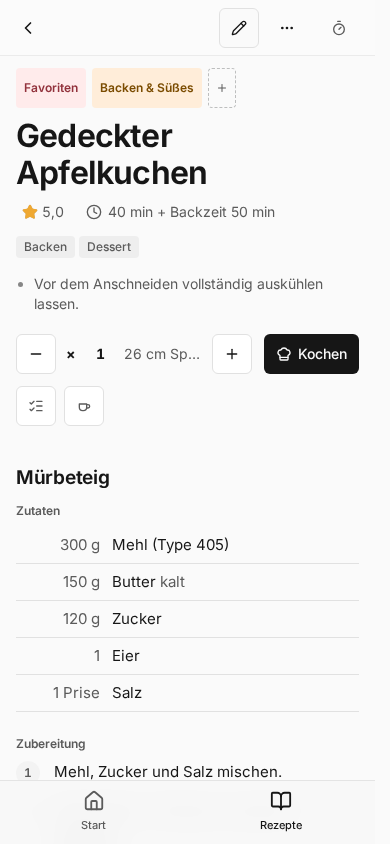 Favoriten
Backen & Süßes
+
Gedeckter
Apfelkuchen
5,0
40 min + Backzeit 50 min
Backen
Dessert
• Vor dem Anschneiden vollständig auskühlen
lassen.
− × 1 26 cm Sp... +
Kochen
Mürbeteig
Zutaten
300 g Mehl (Type 405)
150 g Butter kalt
120 g Zucker
1 Eier
1 Prise Salz
Zubereitung
1 Mehl, Zucker und Salz mischen.
Start
Rezepte